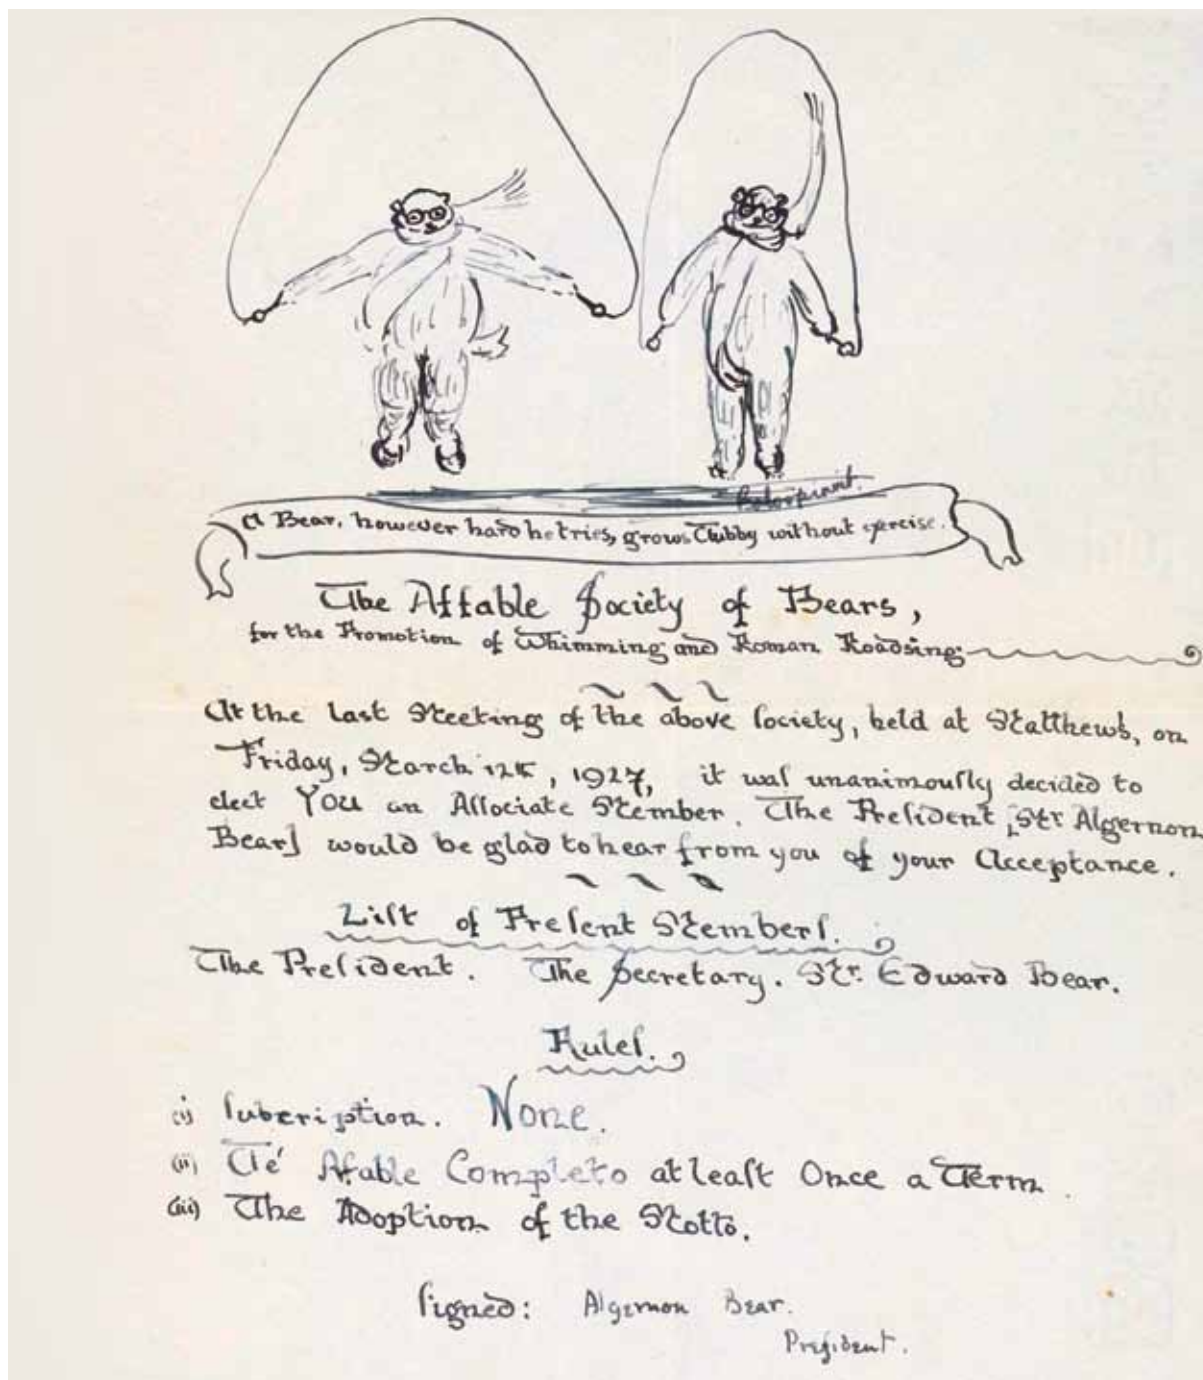 A Bear, however hard he tries, grows Tubby without exercise.
The Affable Society of Bears,
for the Promotion of Whimming and Roman Roadsing
At the last Meeting of the above ſociety, held at Matthews, on
Friday, March 12th, 1927, it waſ unanimouſly decided to
elect YOU an Aſſociate Member. The Preſident [Mr Algernon
Bear] would be glad to hear from you of your Acceptance.
Liſt of Preſent Memberſ.
The Preſident. The Secretary. Mr. Edward Bear.
Ruleſ.
(i) ſubcription. None.
(ii) Té Afable Completo at leaſt Once a Term.
(iii) The Adoption of the Motto.
ſigned: Algernon Bear.
Preſident.